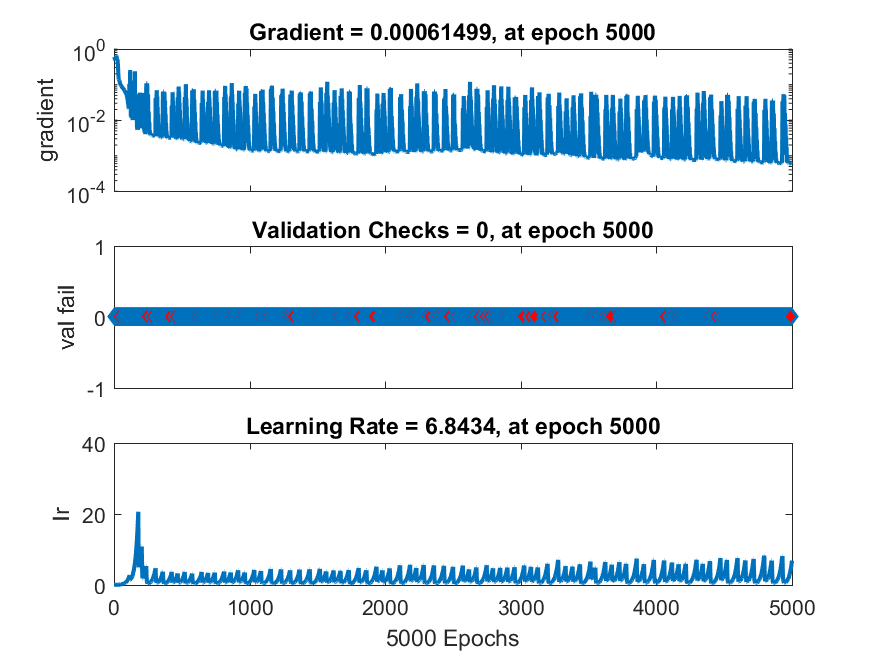 Gradient = 0.00061499, at epoch 5000
10^0
10^-2
10^-4
gradient
Validation Checks = 0, at epoch 5000
1
0
-1
val fail
Learning Rate = 6.8434, at epoch 5000
40
20
0
lr
0 1000 2000 3000 4000 5000
5000 Epochs